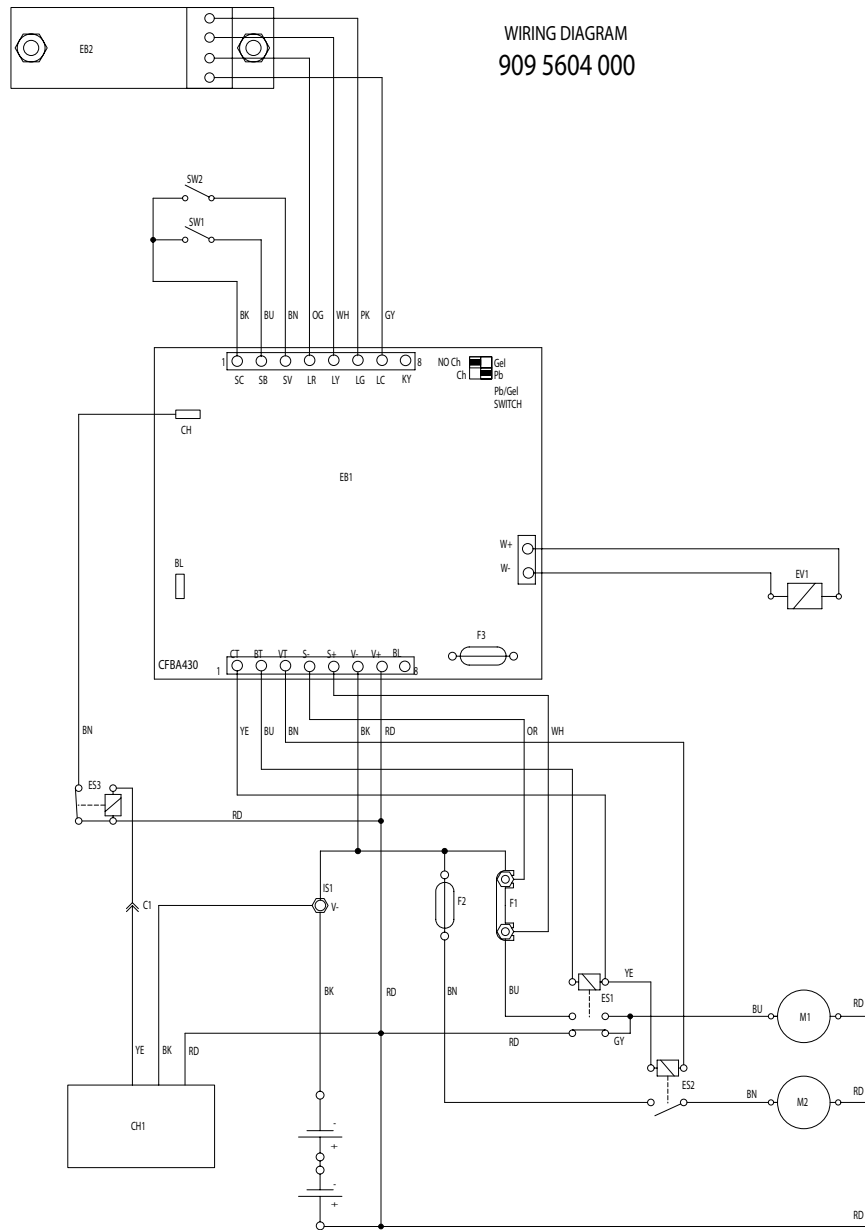 WIRING DIAGRAM
909 5604 000
EB2
SW2
SW1
BK BU BN OG WH PK GY
1 8
SC SB SV LR LY LG LC KY
NO Ch Gel
Ch Pb
Pb/Gel
SWITCH
CH
EB1
W+
W-
EV1
BL
F3
CFBA430
CT BT VT S- S+ V- V+ BL
1 8
BN
YE BU BN BK RD OR WH
ES3
RD
C1
IS1
V-
F2
F1
BK RD BN BU
YE
ES1
BU
M1
RD
RD
GY
YE BK RD
ES2
BN
M2
RD
CH1
-
+
-
+
RD